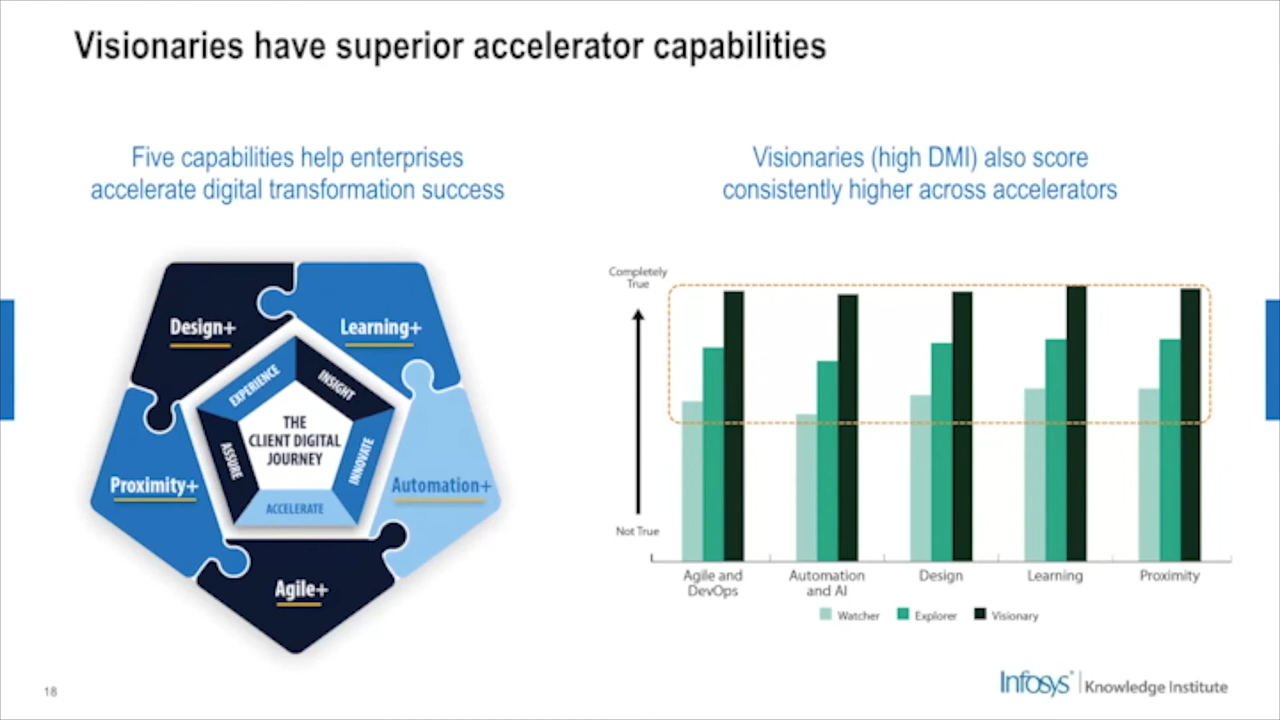 Visionaries have superior accelerator capabilities
Five capabilities help enterprises
accelerate digital transformation success
Design+
Learning+
Proximity+
Automation+
Agile+
EXPERIENCE
INSIGHT
ASSURE
INNOVATE
ACCELERATE
THE
CLIENT DIGITAL
JOURNEY
Visionaries (high DMI) also score
consistently higher across accelerators
Completely
True
Not True
Agile and
DevOps
Automation
and AI
Design
Learning
Proximity
Watcher
Explorer
Visionary
18
Infosys® | Knowledge Institute